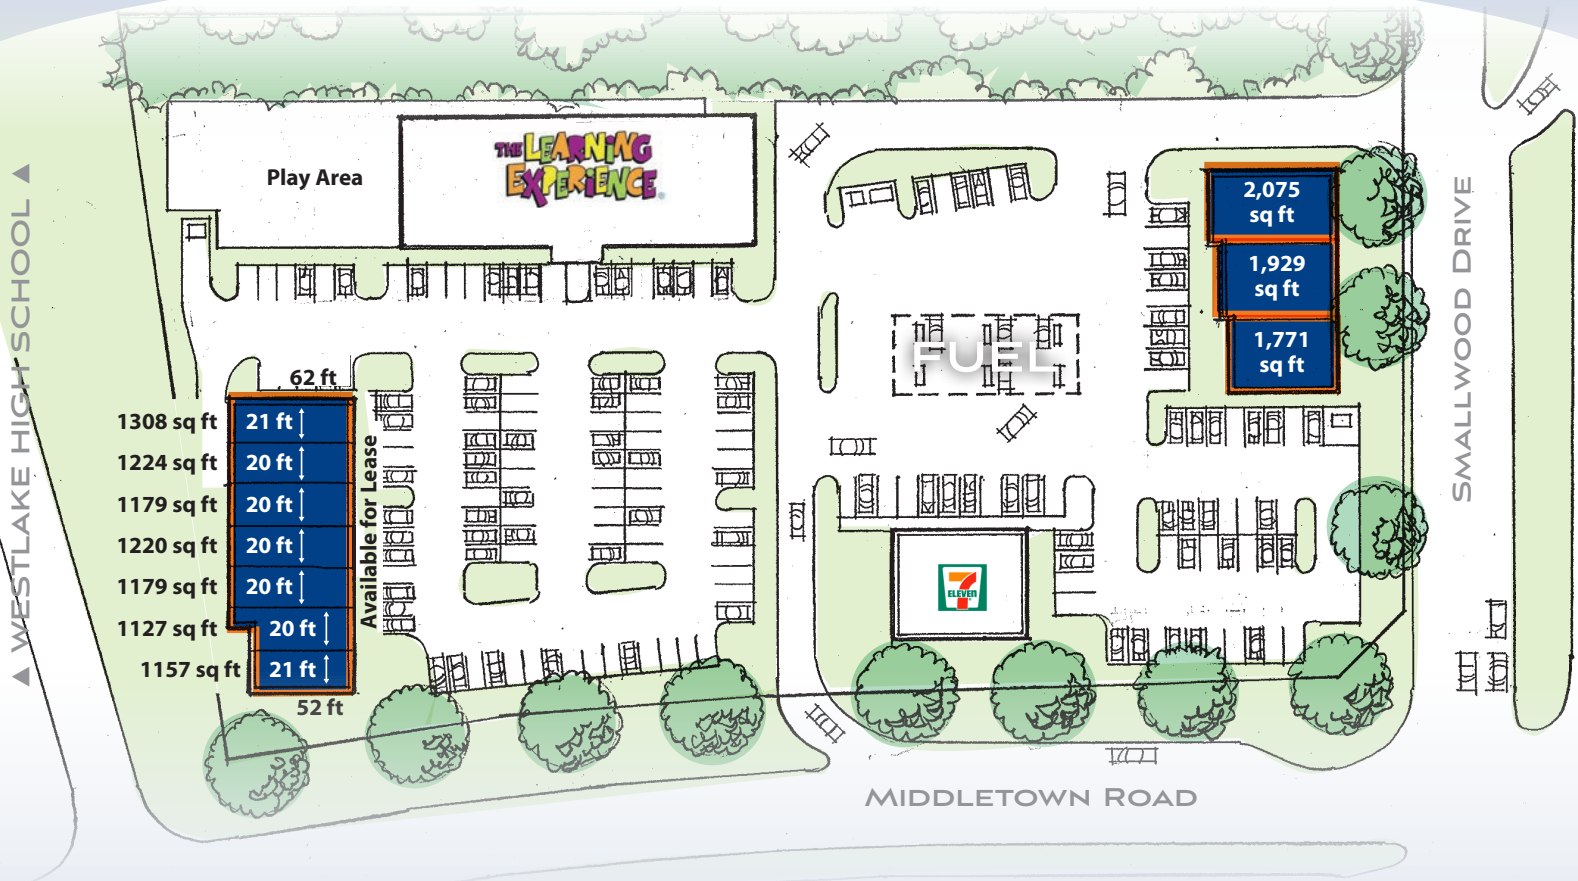 THE LEARNING
EXPERIENCE®
Play Area
WESTLAKE HIGH SCHOOL
SMALLWOOD DRIVE
2,075
sq ft
1,929
sq ft
1,771
sq ft
FUEL
62 ft
1308 sq ft 21 ft
1224 sq ft 20 ft
1179 sq ft 20 ft
1220 sq ft 20 ft
1179 sq ft 20 ft
1127 sq ft 20 ft
1157 sq ft 21 ft
52 ft
Available for Lease
7
ELEVEN
MIDDLETOWN ROAD